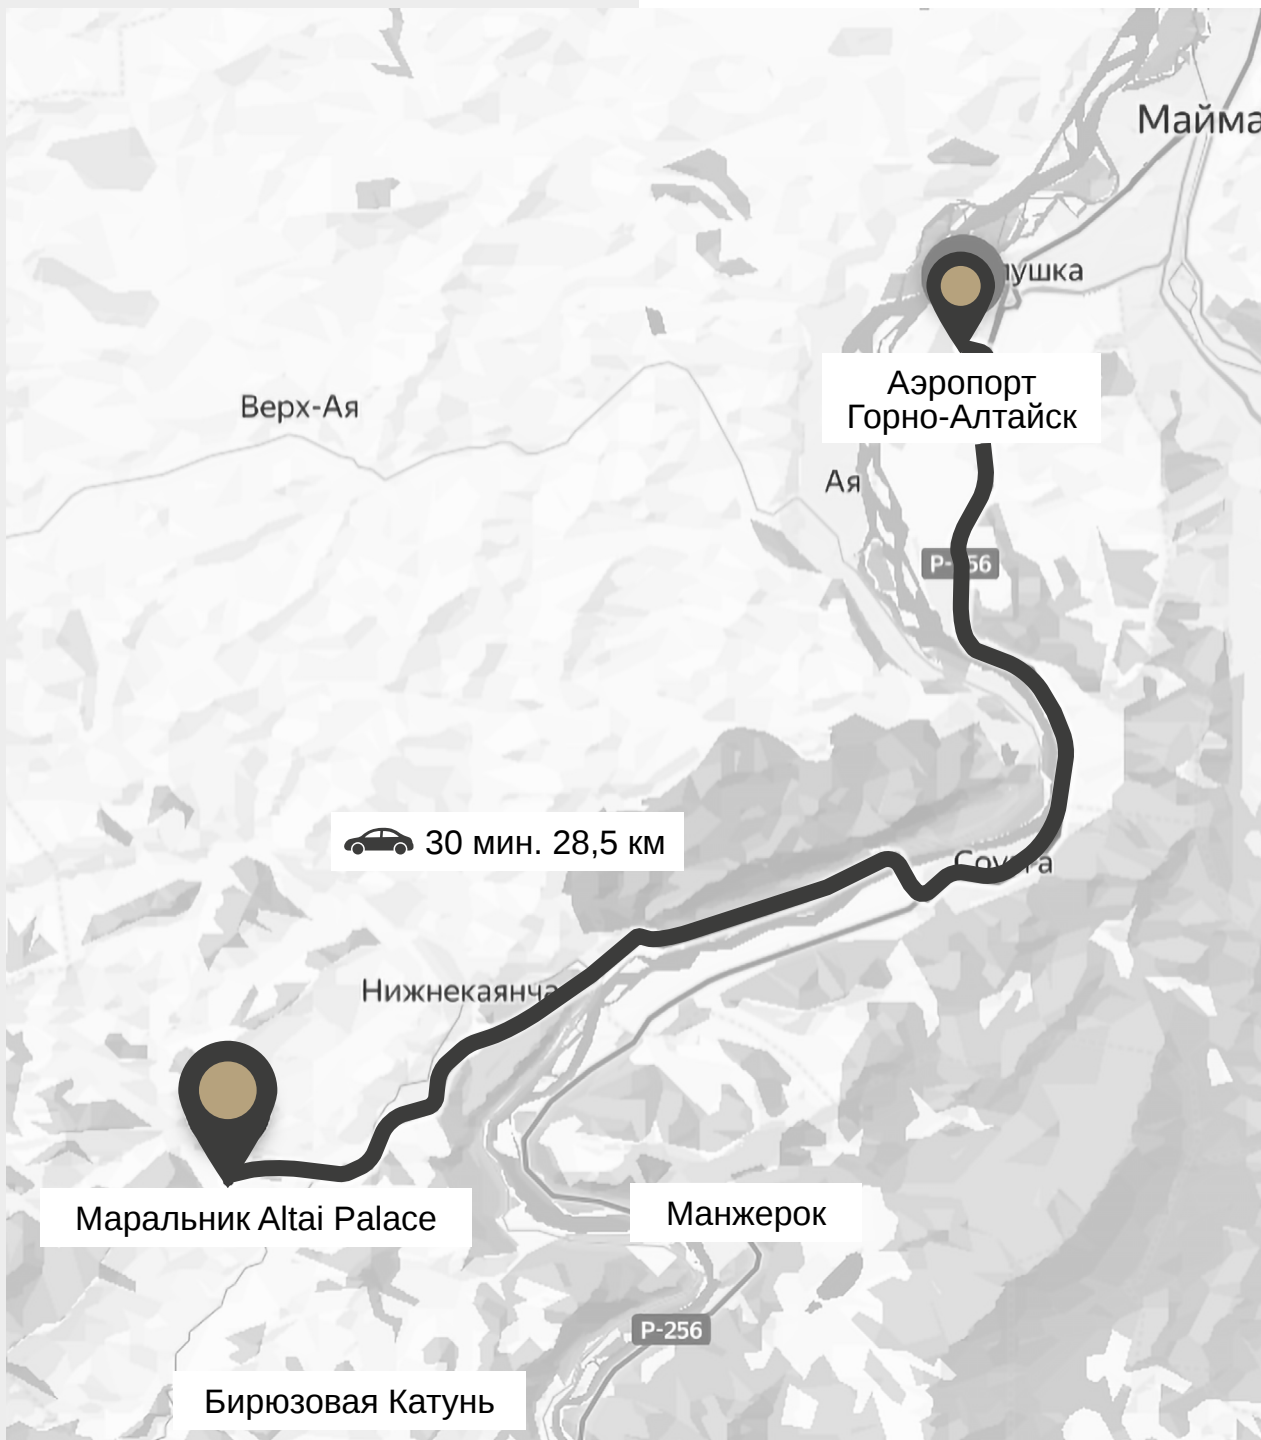 Майма
лушка
Аэропорт
Горно-Алтайск
Верх-Ая
Ая
30 мин. 28,5 км
Нижнекаянча
Маральник Altai Palace
Манжерок
Р-256
Бирюзовая Катунь